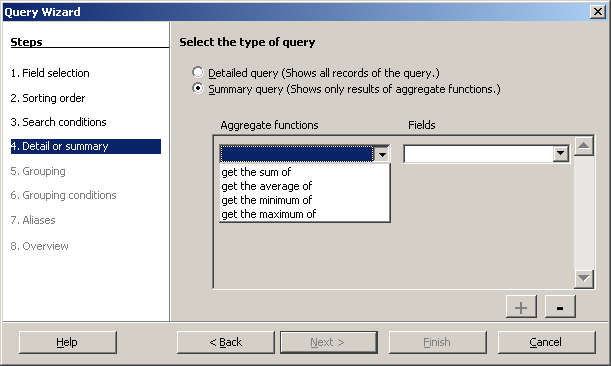 Query Wizard
Steps
1. Field selection
2. Sorting order
3. Search conditions
4. Detail or summary
5. Grouping
6. Grouping conditions
7. Aliases
8. Overview
Select the type of query
Detailed query (Shows all records of the query.)
Summary query (Shows only results of aggregate functions.)
Aggregate functions Fields
get the sum of
get the average of
get the minimum of
get the maximum of
+ -
Help < Back Next > Finish Cancel